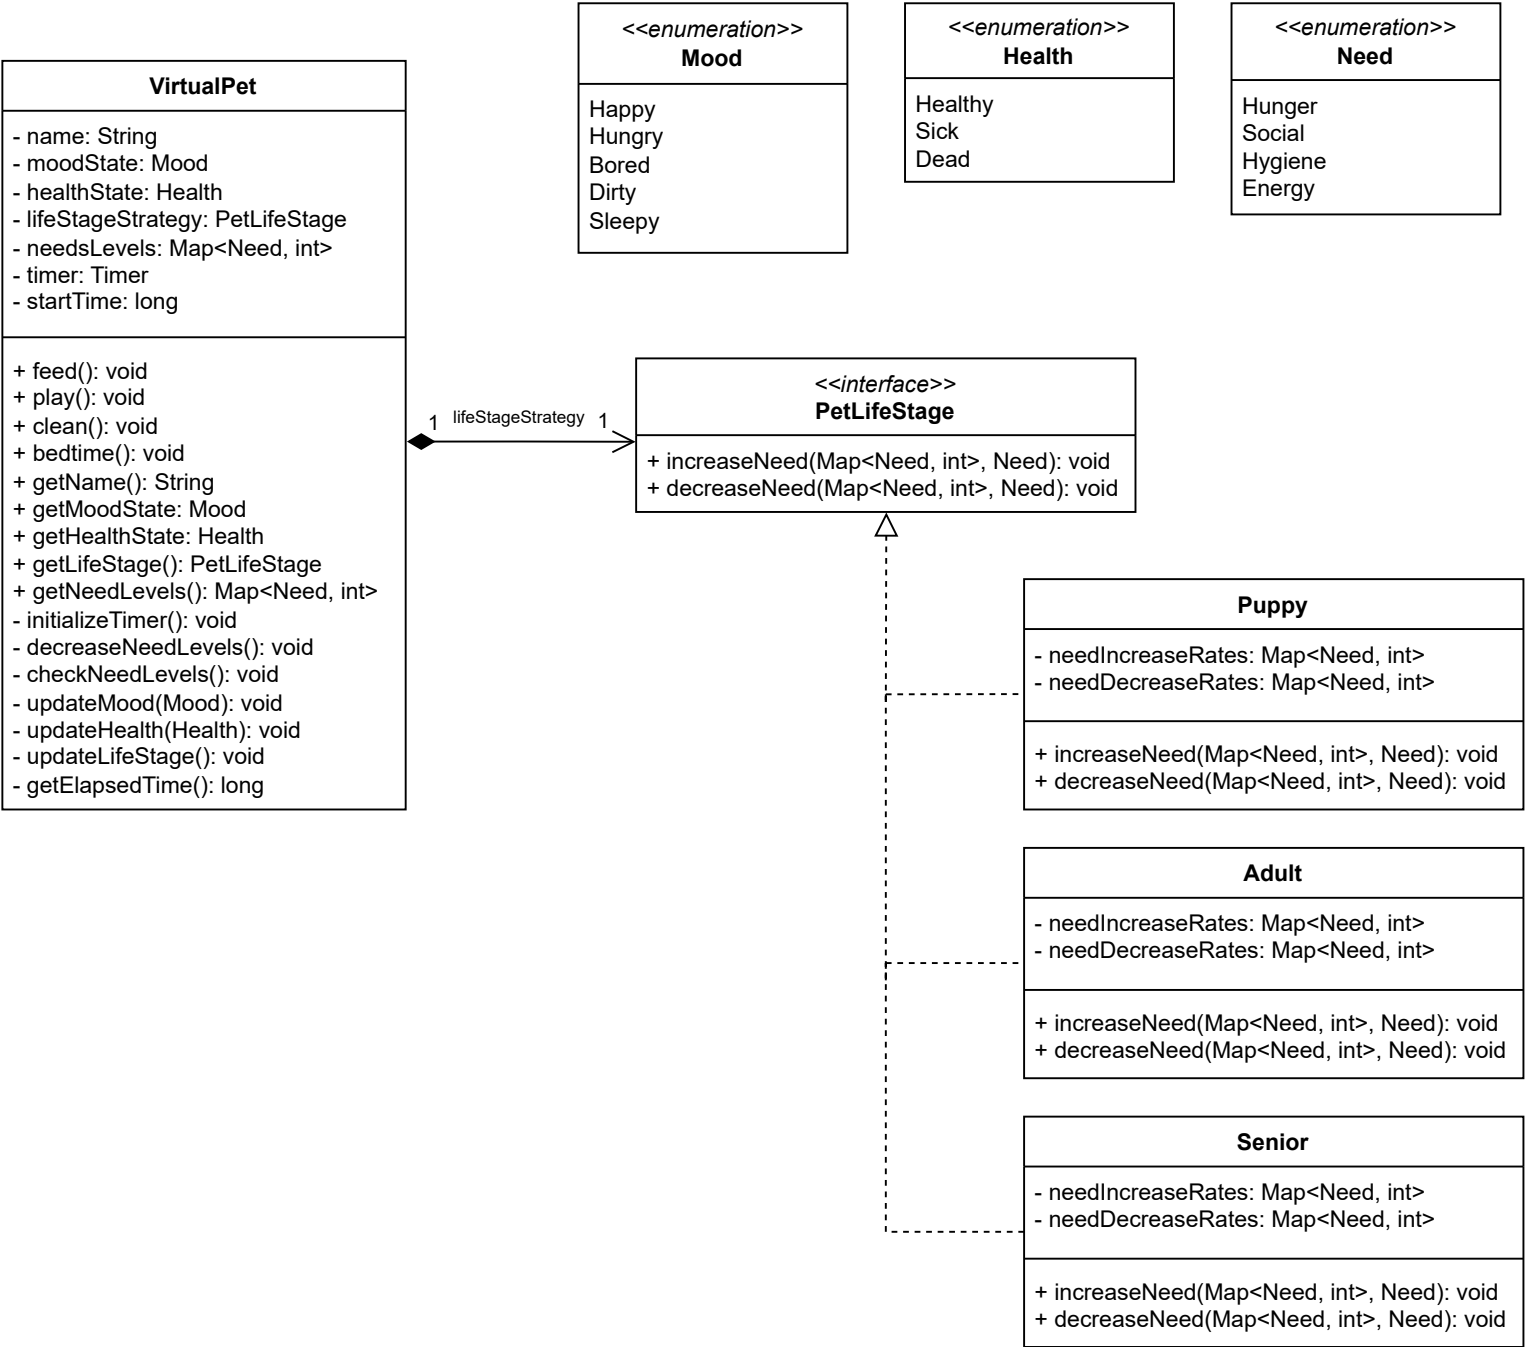 VirtualPet
- name: String
- moodState: Mood
- healthState: Health
- lifeStageStrategy: PetLifeStage
- needsLevels: Map<Need, int>
- timer: Timer
- startTime: long
+ feed(): void
+ play(): void
+ clean(): void
+ bedtime(): void
+ getName(): String
+ getMoodState: Mood
+ getHealthState: Health
+ getLifeStage(): PetLifeStage
+ getNeedLevels(): Map<Need, int>
- initializeTimer(): void
- decreaseNeedLevels(): void
- checkNeedLevels(): void
- updateMood(Mood): void
- updateHealth(Health): void
- updateLifeStage(): void
- getElapsedTime(): long
<<enumeration>>
Mood
Happy
Hungry
Bored
Dirty
Sleepy
<<enumeration>>
Health
Healthy
Sick
Dead
<<enumeration>>
Need
Hunger
Social
Hygiene
Energy
1 lifeStageStrategy 1
<<interface>>
PetLifeStage
+ increaseNeed(Map<Need, int>, Need): void
+ decreaseNeed(Map<Need, int>, Need): void
Puppy
- needIncreaseRates: Map<Need, int>
- needDecreaseRates: Map<Need, int>
+ increaseNeed(Map<Need, int>, Need): void
+ decreaseNeed(Map<Need, int>, Need): void
Adult
- needIncreaseRates: Map<Need, int>
- needDecreaseRates: Map<Need, int>
+ increaseNeed(Map<Need, int>, Need): void
+ decreaseNeed(Map<Need, int>, Need): void
Senior
- needIncreaseRates: Map<Need, int>
- needDecreaseRates: Map<Need, int>
+ increaseNeed(Map<Need, int>, Need): void
+ decreaseNeed(Map<Need, int>, Need): void